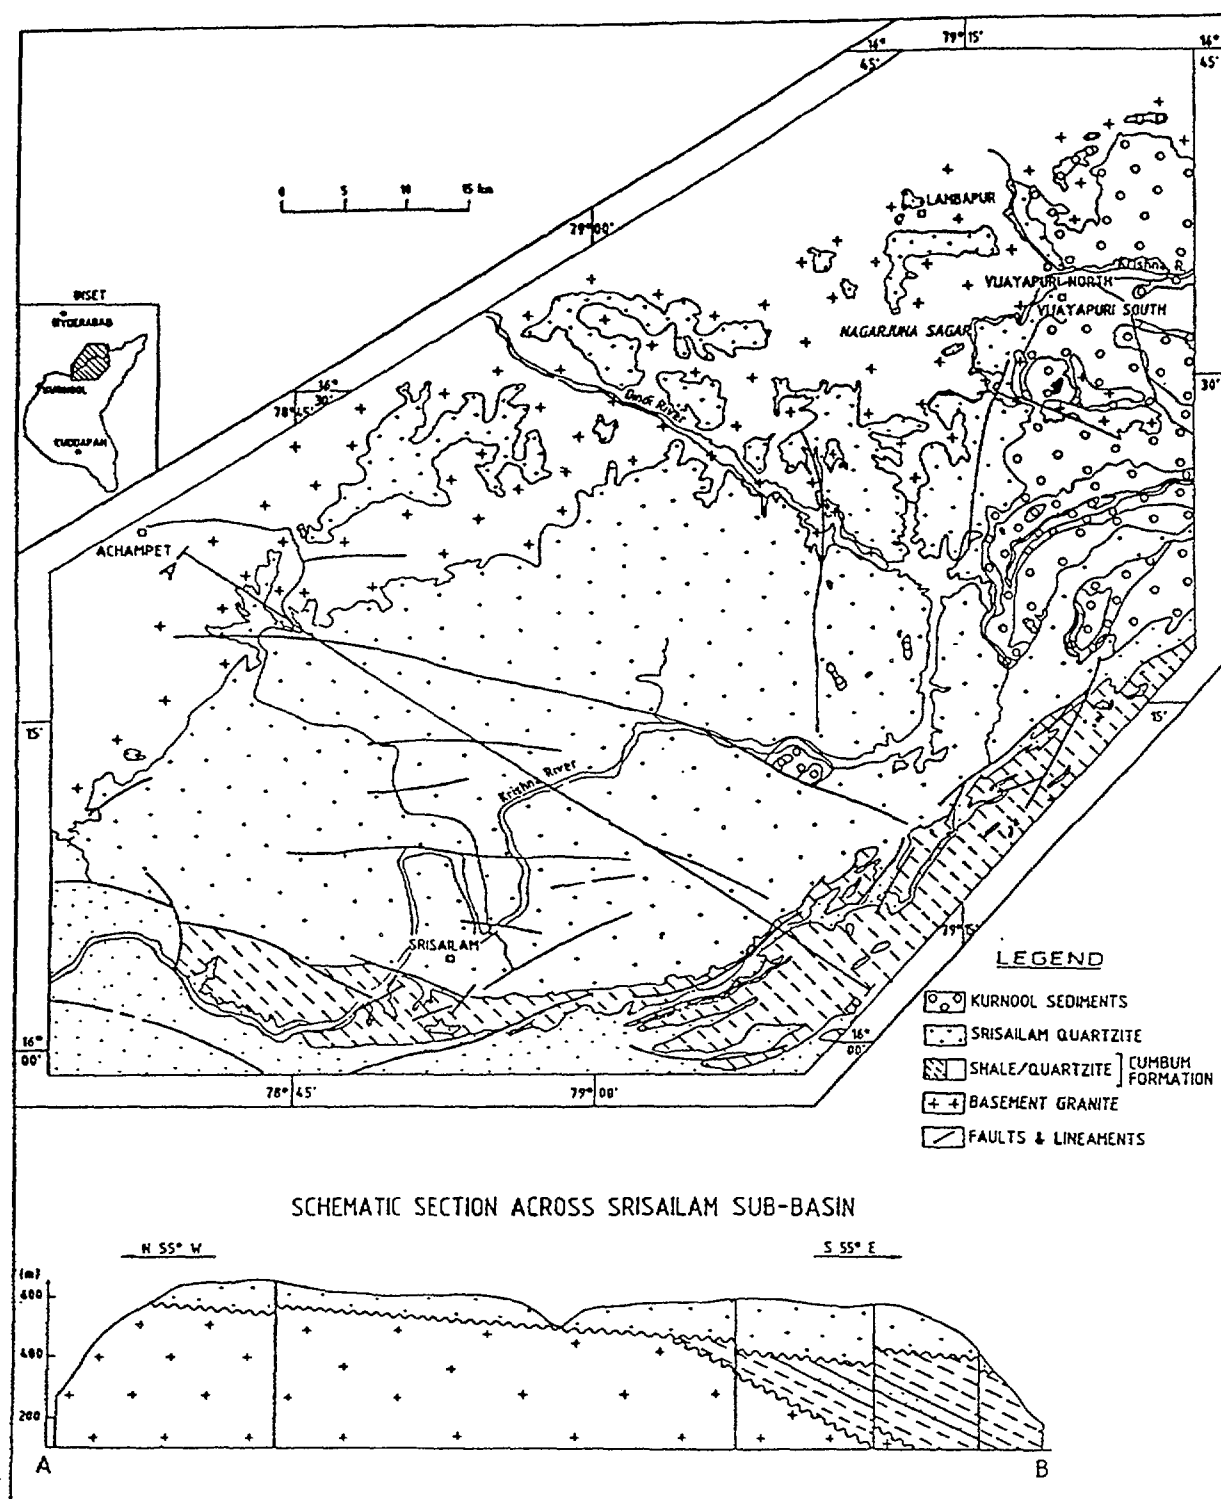 16°
79° 15'
16°
45'
45'
0 5 10 15 km
79° 00'
LAMBAPUR
Krishna R.
VIJAYAPURI NORTH
VIJAYAPURI SOUTH
NAGARJUNA SAGAR
INSET
HYDERABAD
KURNOOL
CUDDAPAH
16°
30'
78° 45'
30'
Dindi River
ACHAMPET
A
15'
15'
Krishna River
SRISAILAM
79° 15'
16°
00'
16°
00'
78° 45'
79° 00'
LEGEND
KURNOOL SEDIMENTS
SRISAILAM QUARTZITE
SHALE/QUARTZITE ] CUMBUM FORMATION
BASEMENT GRANITE
FAULTS & LINEAMENTS
SCHEMATIC SECTION ACROSS SRISAILAM SUB-BASIN
N 55° W
S 55° E
(m)
600
400
200
A
B